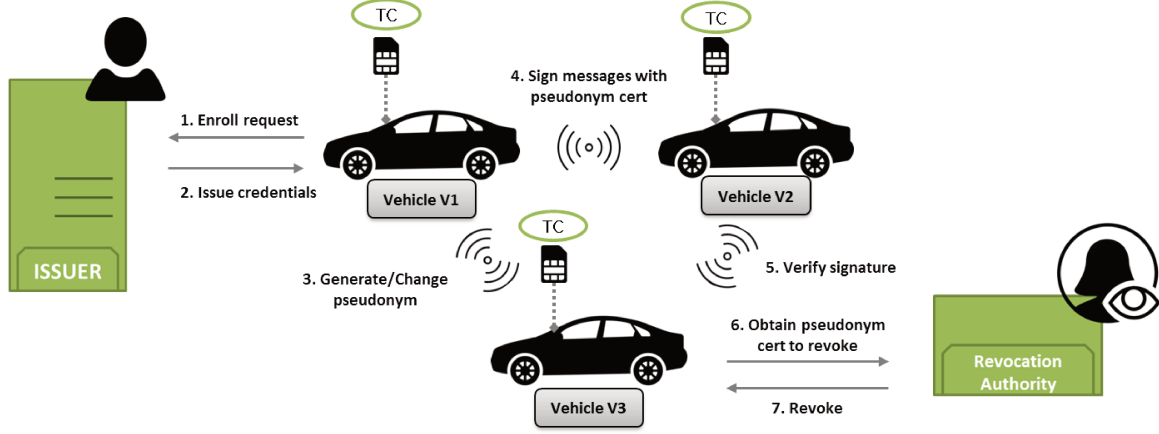 TC
TC
4. Sign messages with
pseudonym cert
1. Enroll request
2. Issue credentials
Vehicle V1
Vehicle V2
TC
ISSUER
3. Generate/Change
pseudonym
5. Verify signature
6. Obtain pseudonym
cert to revoke
Revocation
Authority
7. Revoke
Vehicle V3